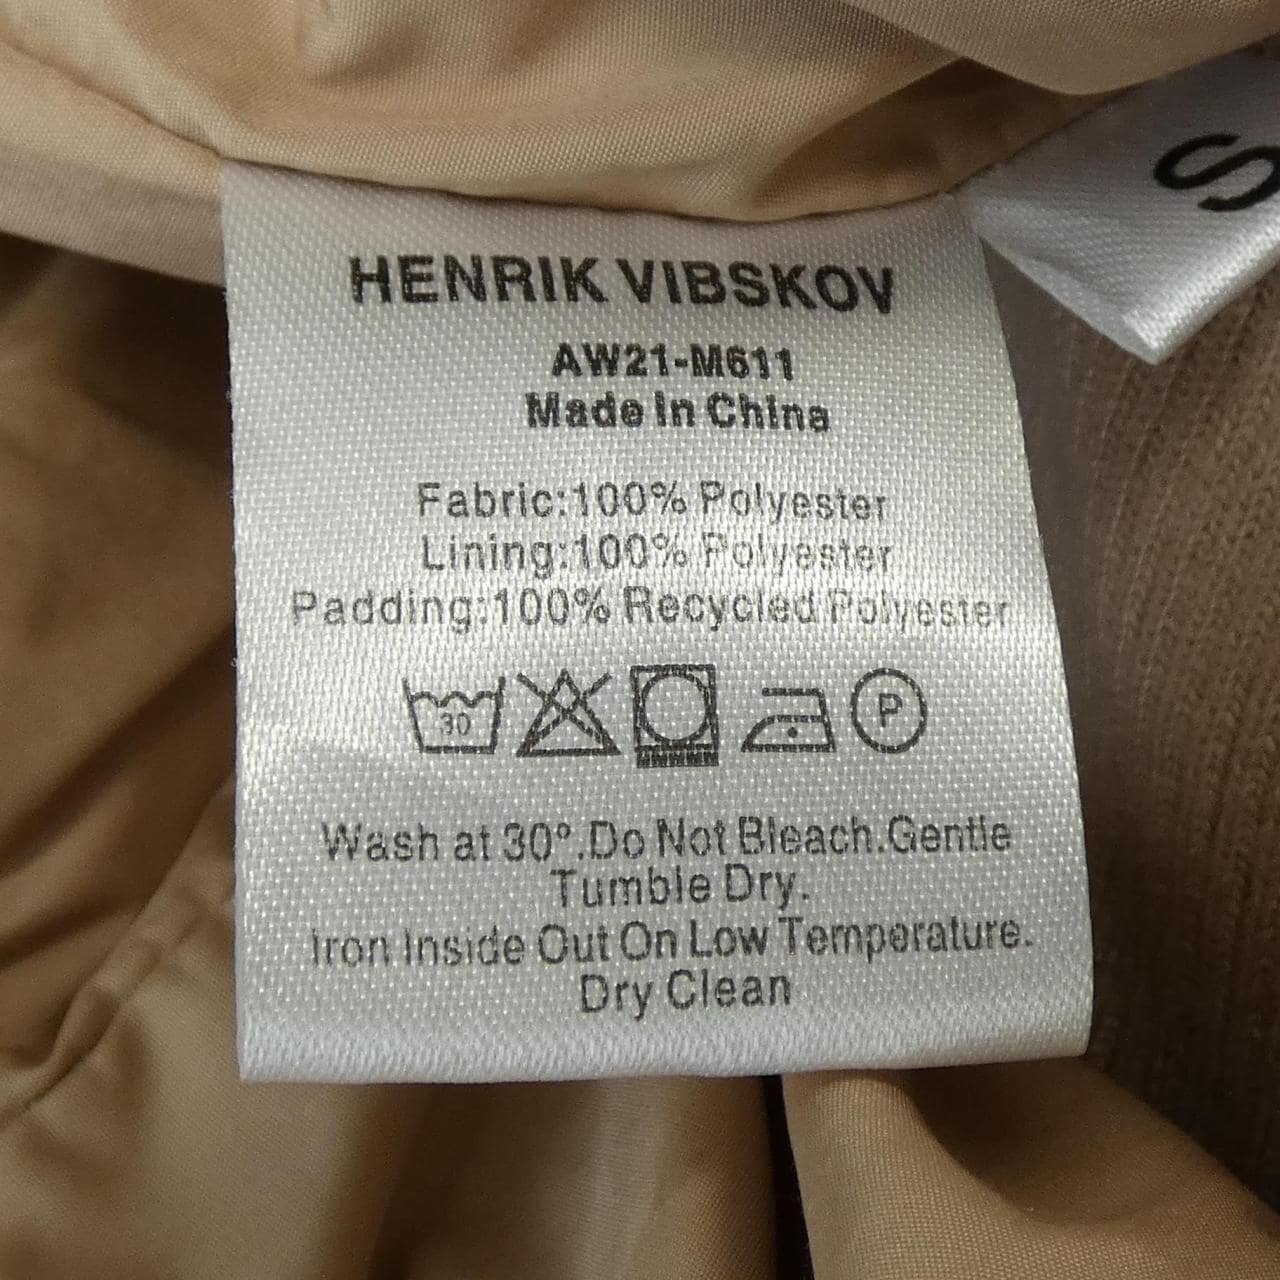 S
HENRIK VIBSKOV
AW21-M611
Made In China
Fabric:100% Polyester
Lining:100% Polyester
Padding:100% Recycled Polyester
30 P
Wash at 30°.Do Not Bleach.Gentle
Tumble Dry.
Iron Inside Out On Low Temperature.
Dry Clean